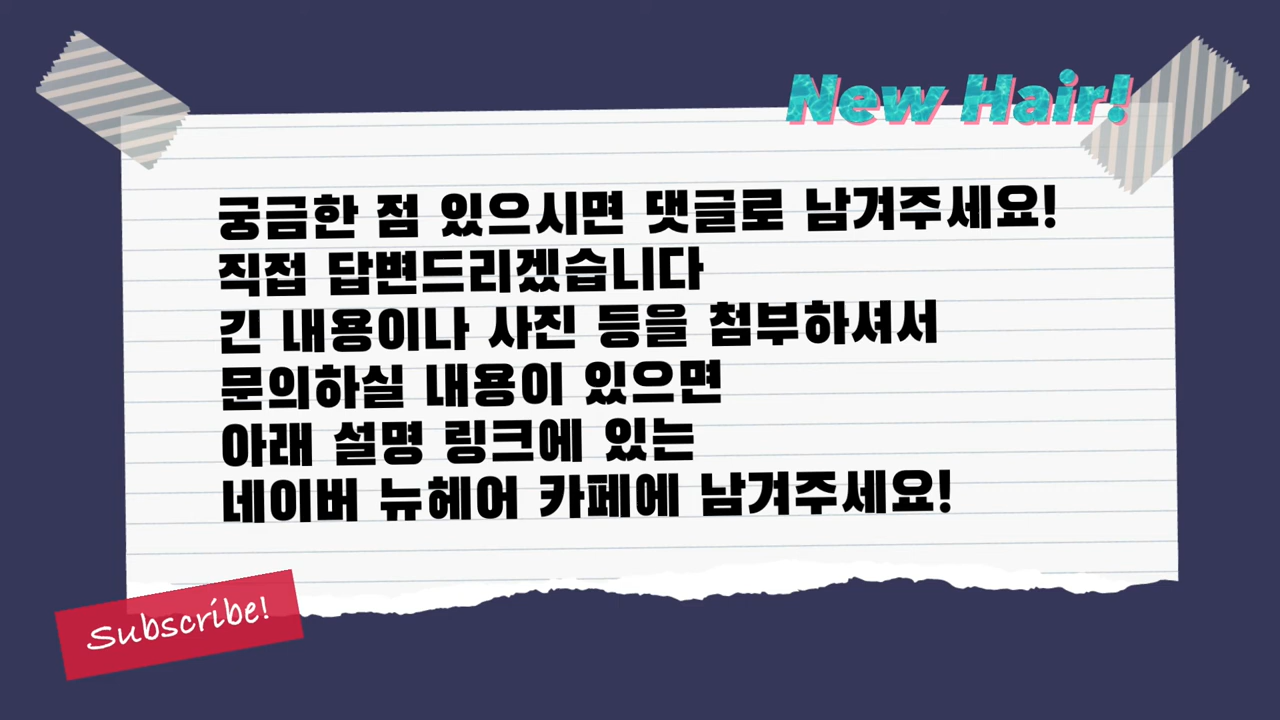 New Hair!
궁금한 점 있으시면 댓글로 남겨주세요!
직접 답변드리겠습니다
긴 내용이나 사진 등을 첨부하셔서
문의하실 내용이 있으면
아래 설명 링크에 있는
네이버 뉴헤어 카페에 남겨주세요!
Subscribe!